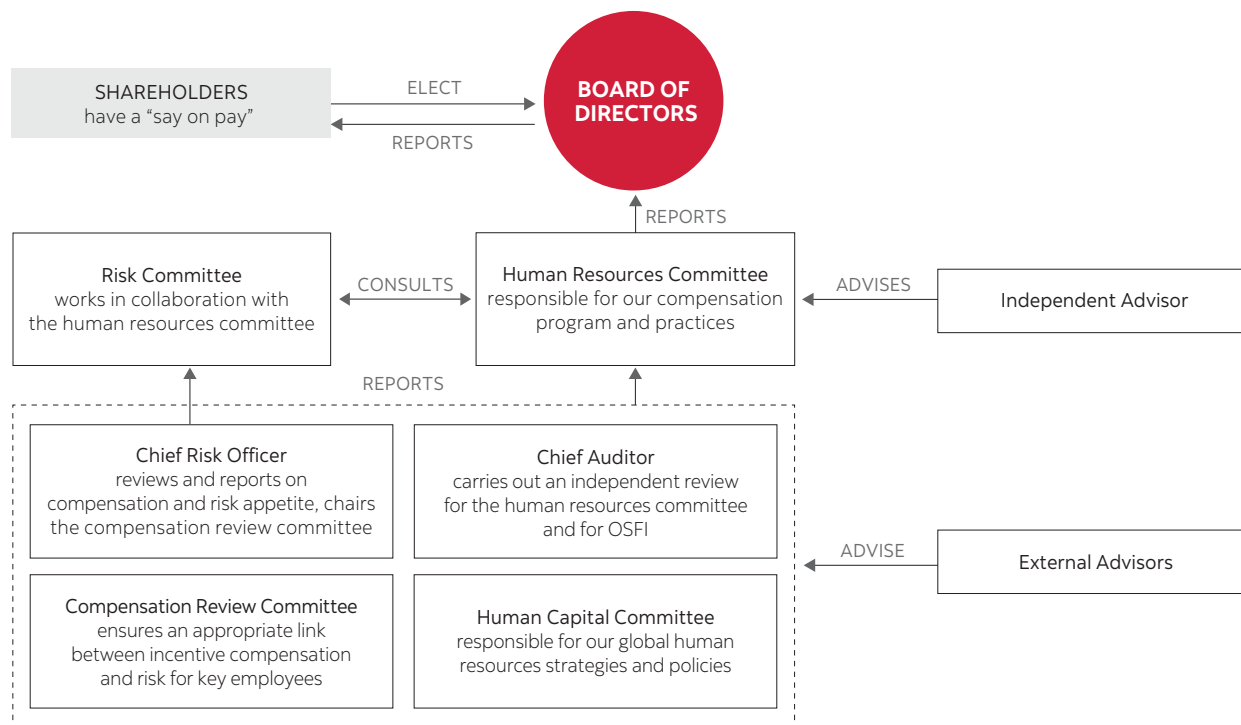 SHAREHOLDERS
have a “say on pay”
ELECT
REPORTS
BOARD OF
DIRECTORS
REPORTS
Risk Committee
works in collaboration with
the human resources committee
CONSULTS
Human Resources Committee
responsible for our compensation
program and practices
ADVISES
Independent Advisor
REPORTS
Chief Risk Officer
reviews and reports on
compensation and risk appetite, chairs
the compensation review committee
Chief Auditor
carries out an independent review
for the human resources committee
and for OSFI
ADVISE
External Advisors
Compensation Review Committee
ensures an appropriate link
between incentive compensation
and risk for key employees
Human Capital Committee
responsible for our global human
resources strategies and policies